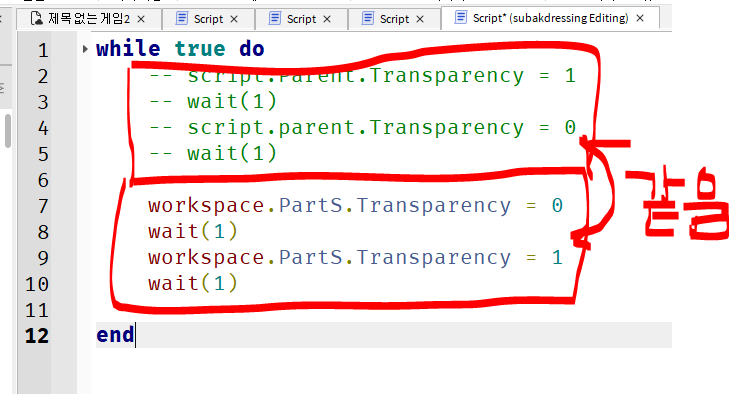 제목 없는 게임2 × Script × Script × Script × Script* (subakdressing Editing) ×
1 while true do
2 -- script.Parent.Transparency = 1
3 -- wait(1)
4 -- script.parent.Transparency = 0
5 -- wait(1)
6
7 workspace.PartS.Transparency = 0
8 wait(1)
9 workspace.PartS.Transparency = 1
10 wait(1)
11
12 end
같음